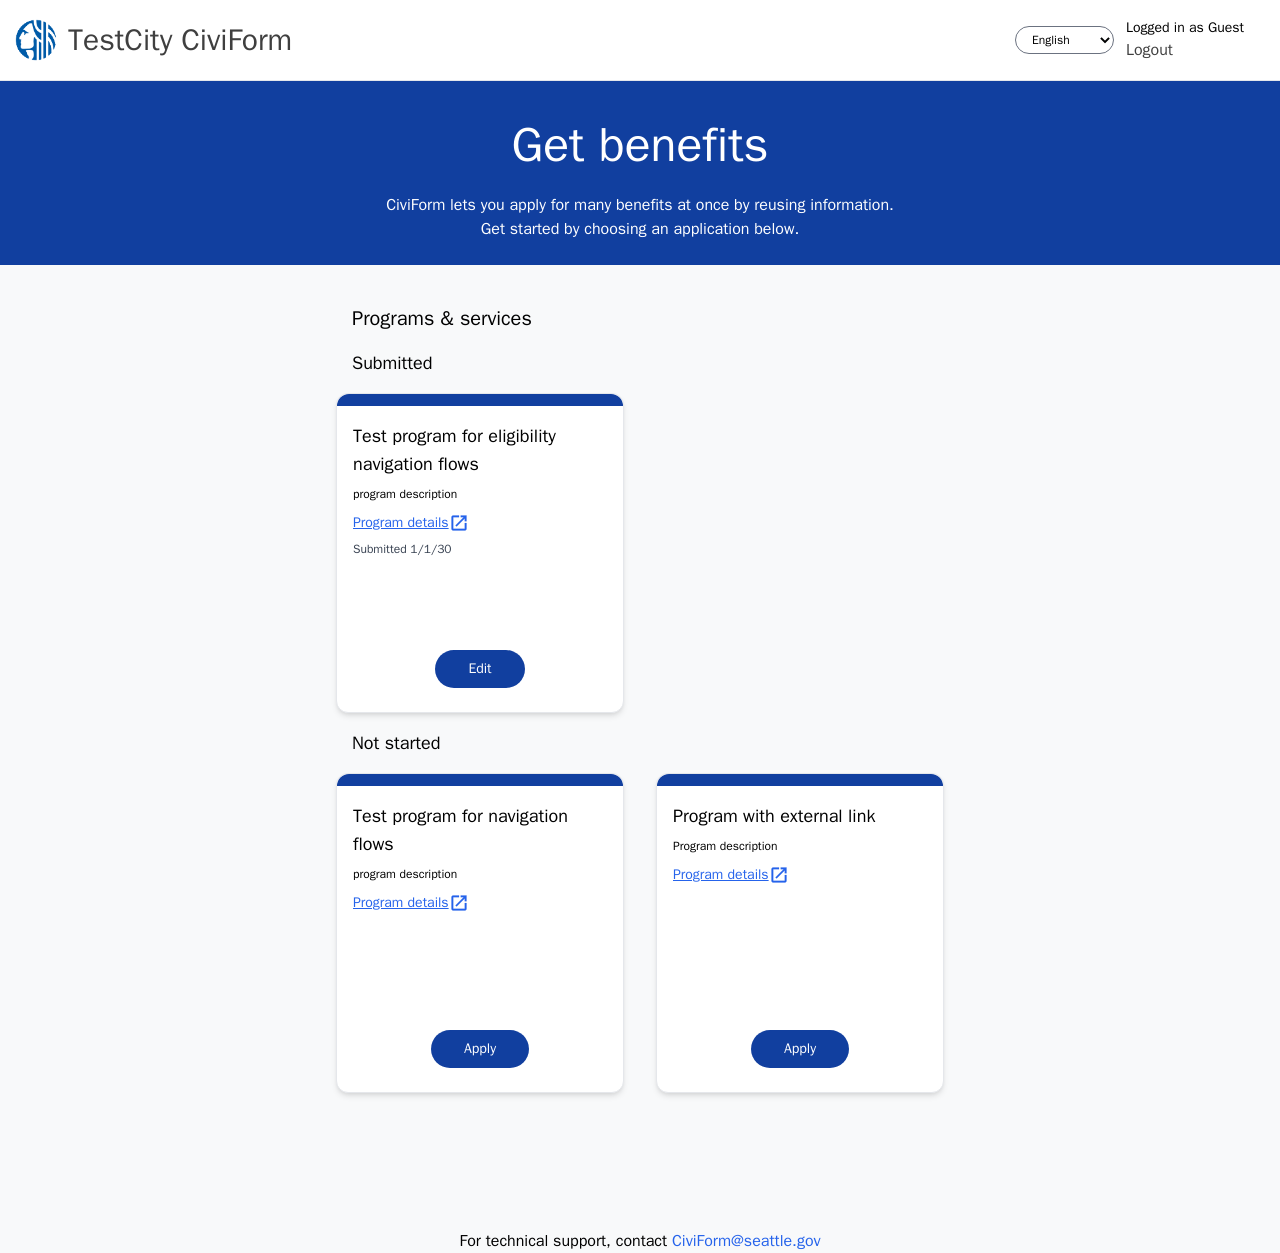 TestCity CiviForm
English
Logged in as Guest
Logout
Get benefits
CiviForm lets you apply for many benefits at once by reusing information.
Get started by choosing an application below.
Programs & services
Submitted
Test program for eligibility
navigation flows
program description
Program details
Submitted 1/1/30
Edit
Not started
Test program for navigation
flows
program description
Program details
Apply
Program with external link
Program description
Program details
Apply
For technical support, contact CiviForm@seattle.gov